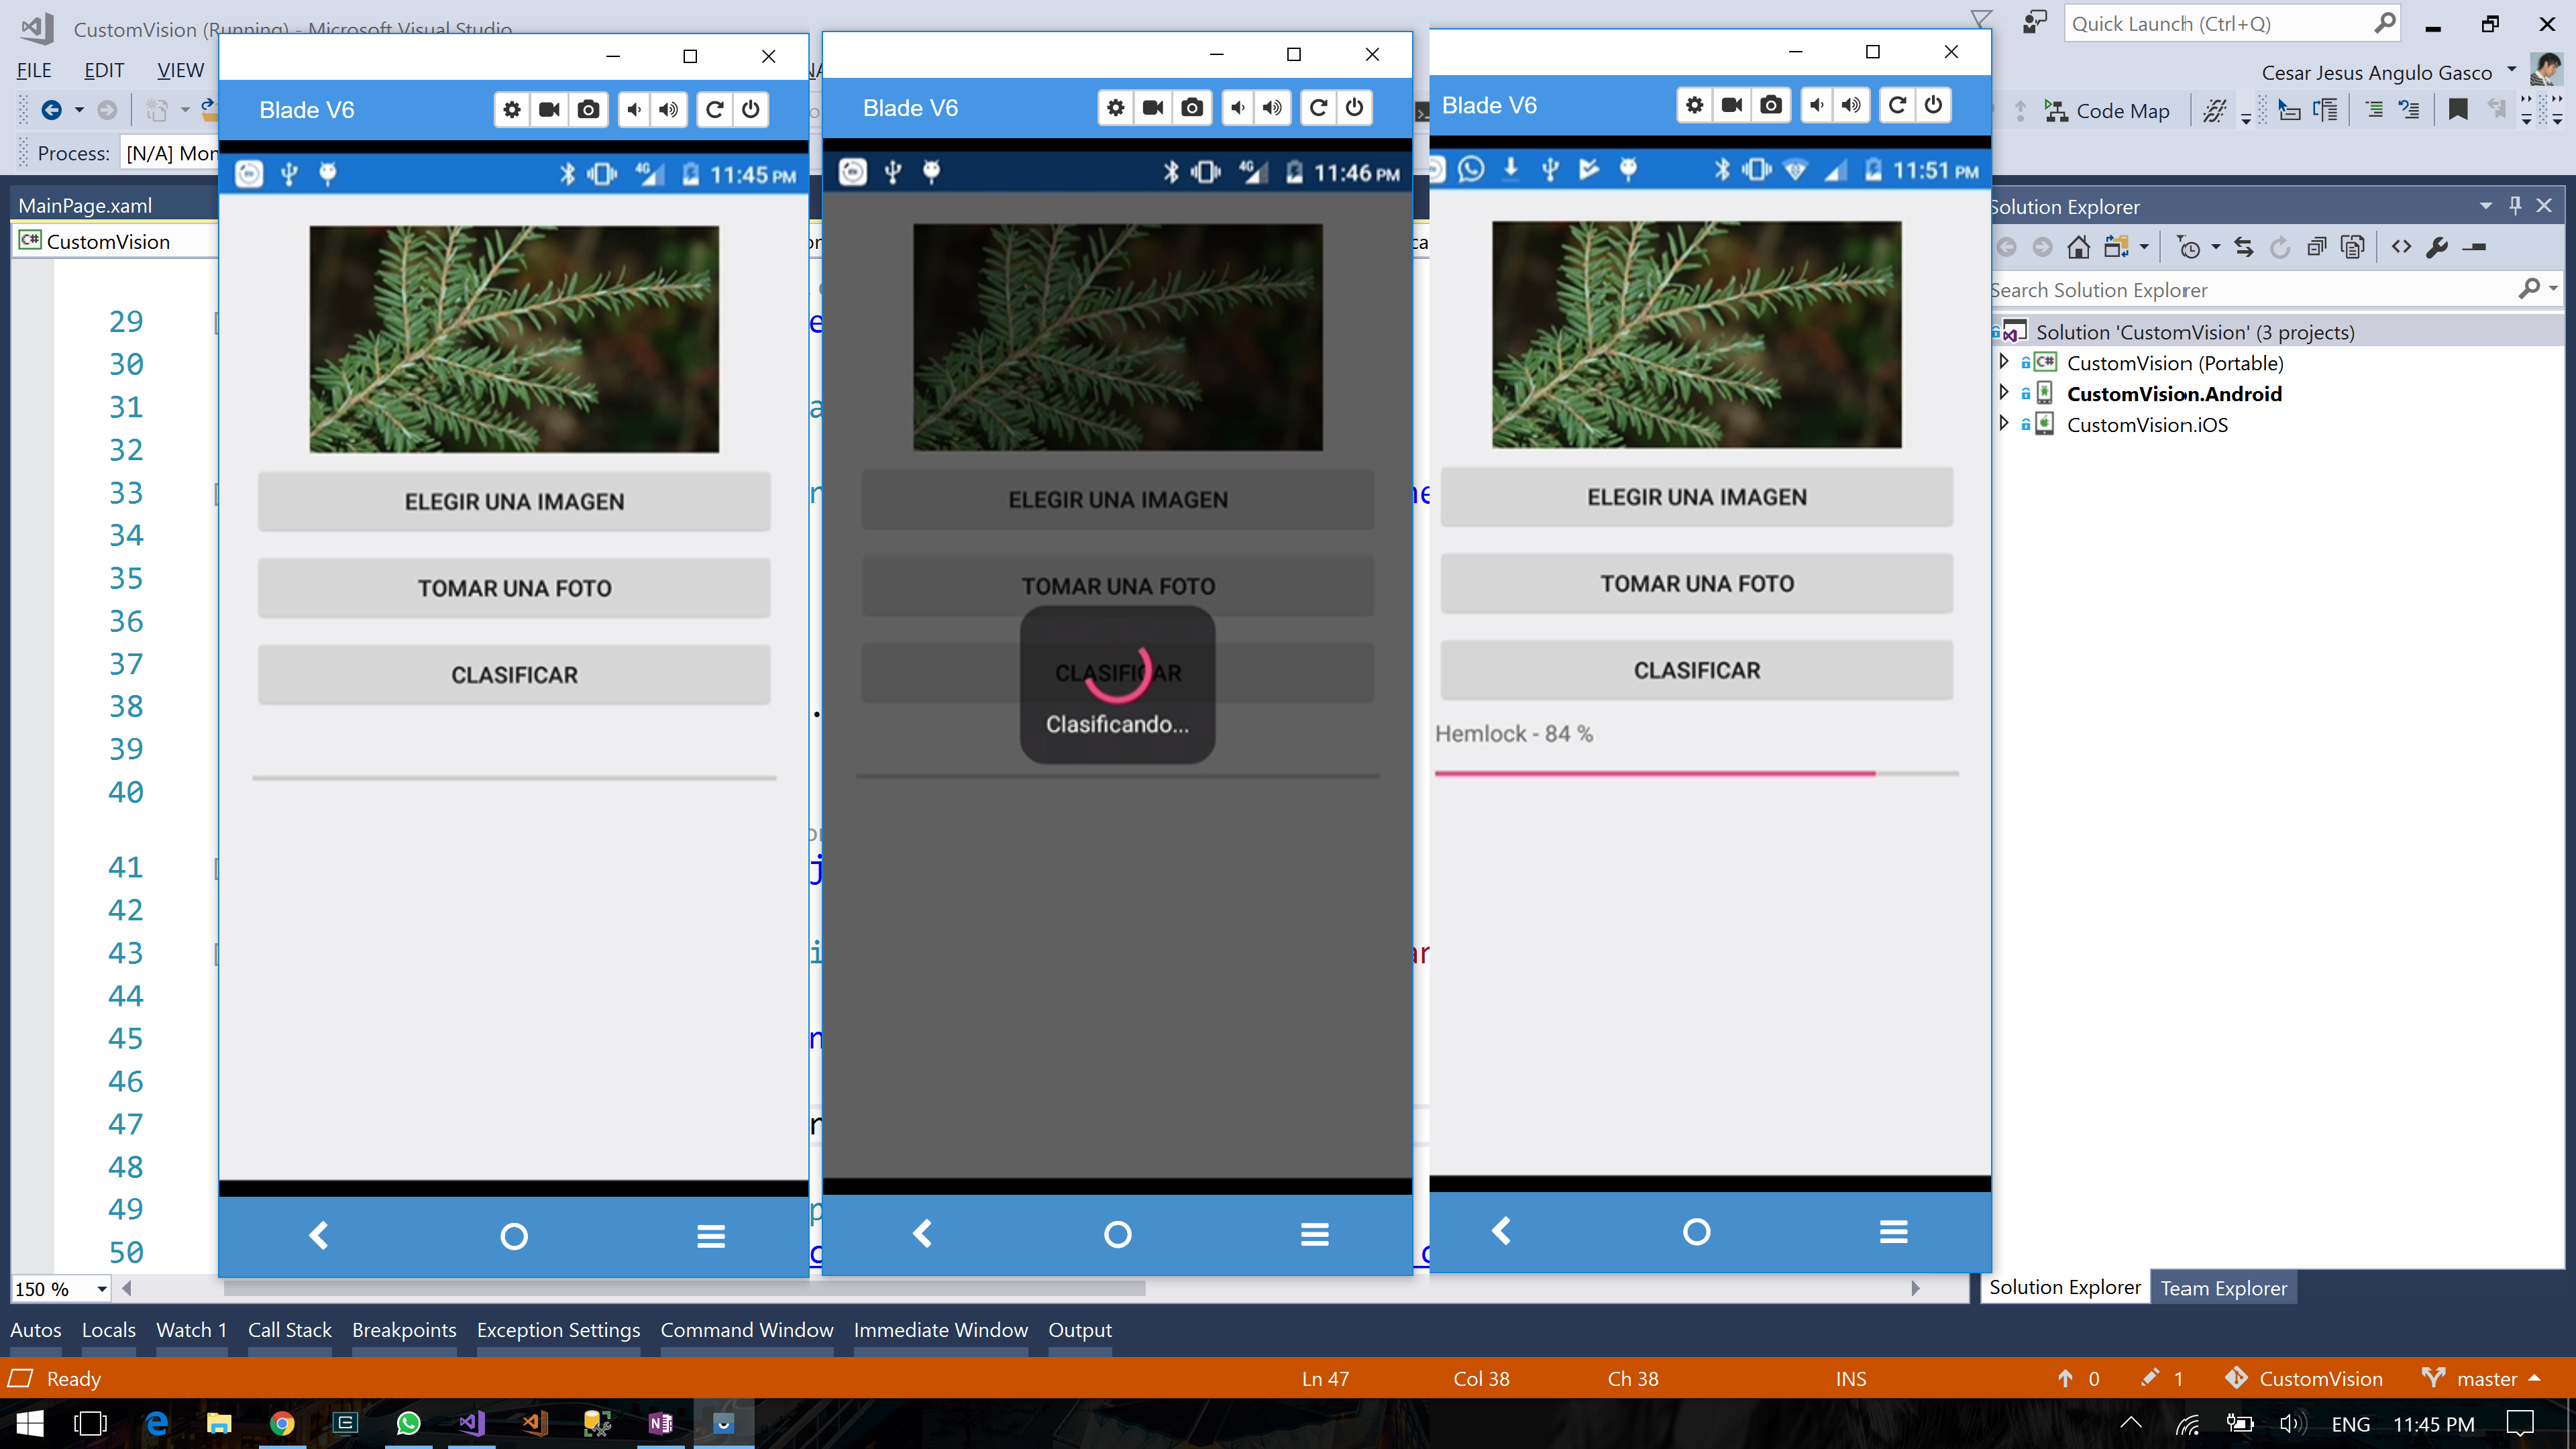 CustomVision (Running) - Microsoft Visual Studio
Quick Launch (Ctrl+Q)
FILE EDIT VIEW
Cesar Jesus Angulo Gasco
Code Map
Process: [N/A] Mon
MainPage.xaml
CustomVision
29
30
31
32
33
34
35
36
37
38
39
40
41
42
43
44
45
46
47
48
49
50
150 %
Blade V6
11:45 PM
ELEGIR UNA IMAGEN
TOMAR UNA FOTO
CLASIFICAR
Blade V6
4G 11:46 PM
ELEGIR UNA IMAGEN
TOMAR UNA FOTO
CLASIFICAR
Clasificando...
Blade V6
11:51 PM
ELEGIR UNA IMAGEN
TOMAR UNA FOTO
CLASIFICAR
Hemlock - 84 %
Solution Explorer
Search Solution Explorer
Solution 'CustomVision' (3 projects)
CustomVision (Portable)
CustomVision.Android
CustomVision.iOS
Solution Explorer Team Explorer
Autos Locals Watch 1 Call Stack Breakpoints Exception Settings Command Window Immediate Window Output
Ready Ln 47 Col 38 Ch 38 INS 0 1 CustomVision master
ENG 11:45 PM